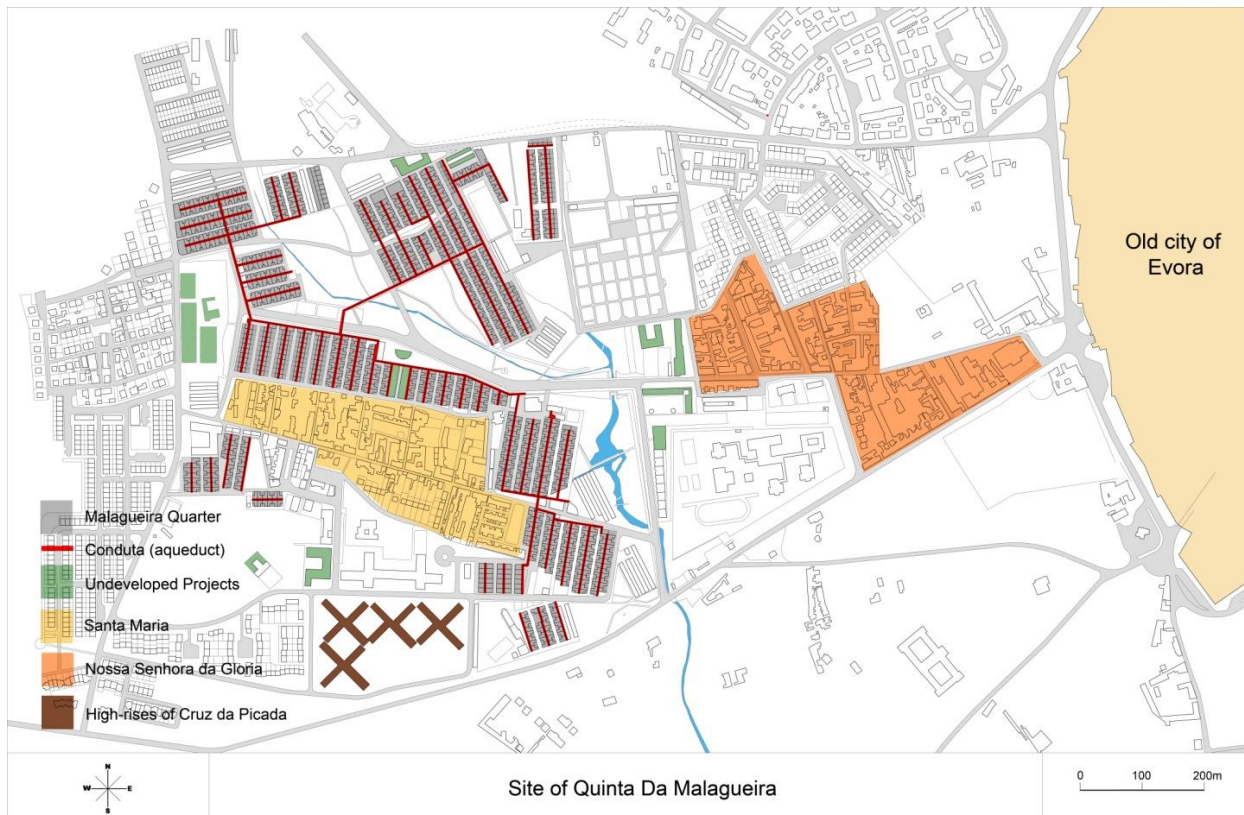 Old city of
Evora
Malagueira Quarter
Conduta (aqueduct)
Undeveloped Projects
Santa Maria
Nossa Senhora da Gloria
High-rises of Cruz da Picada
N
W E
S
Site of Quinta Da Malagueira
0 100 200m